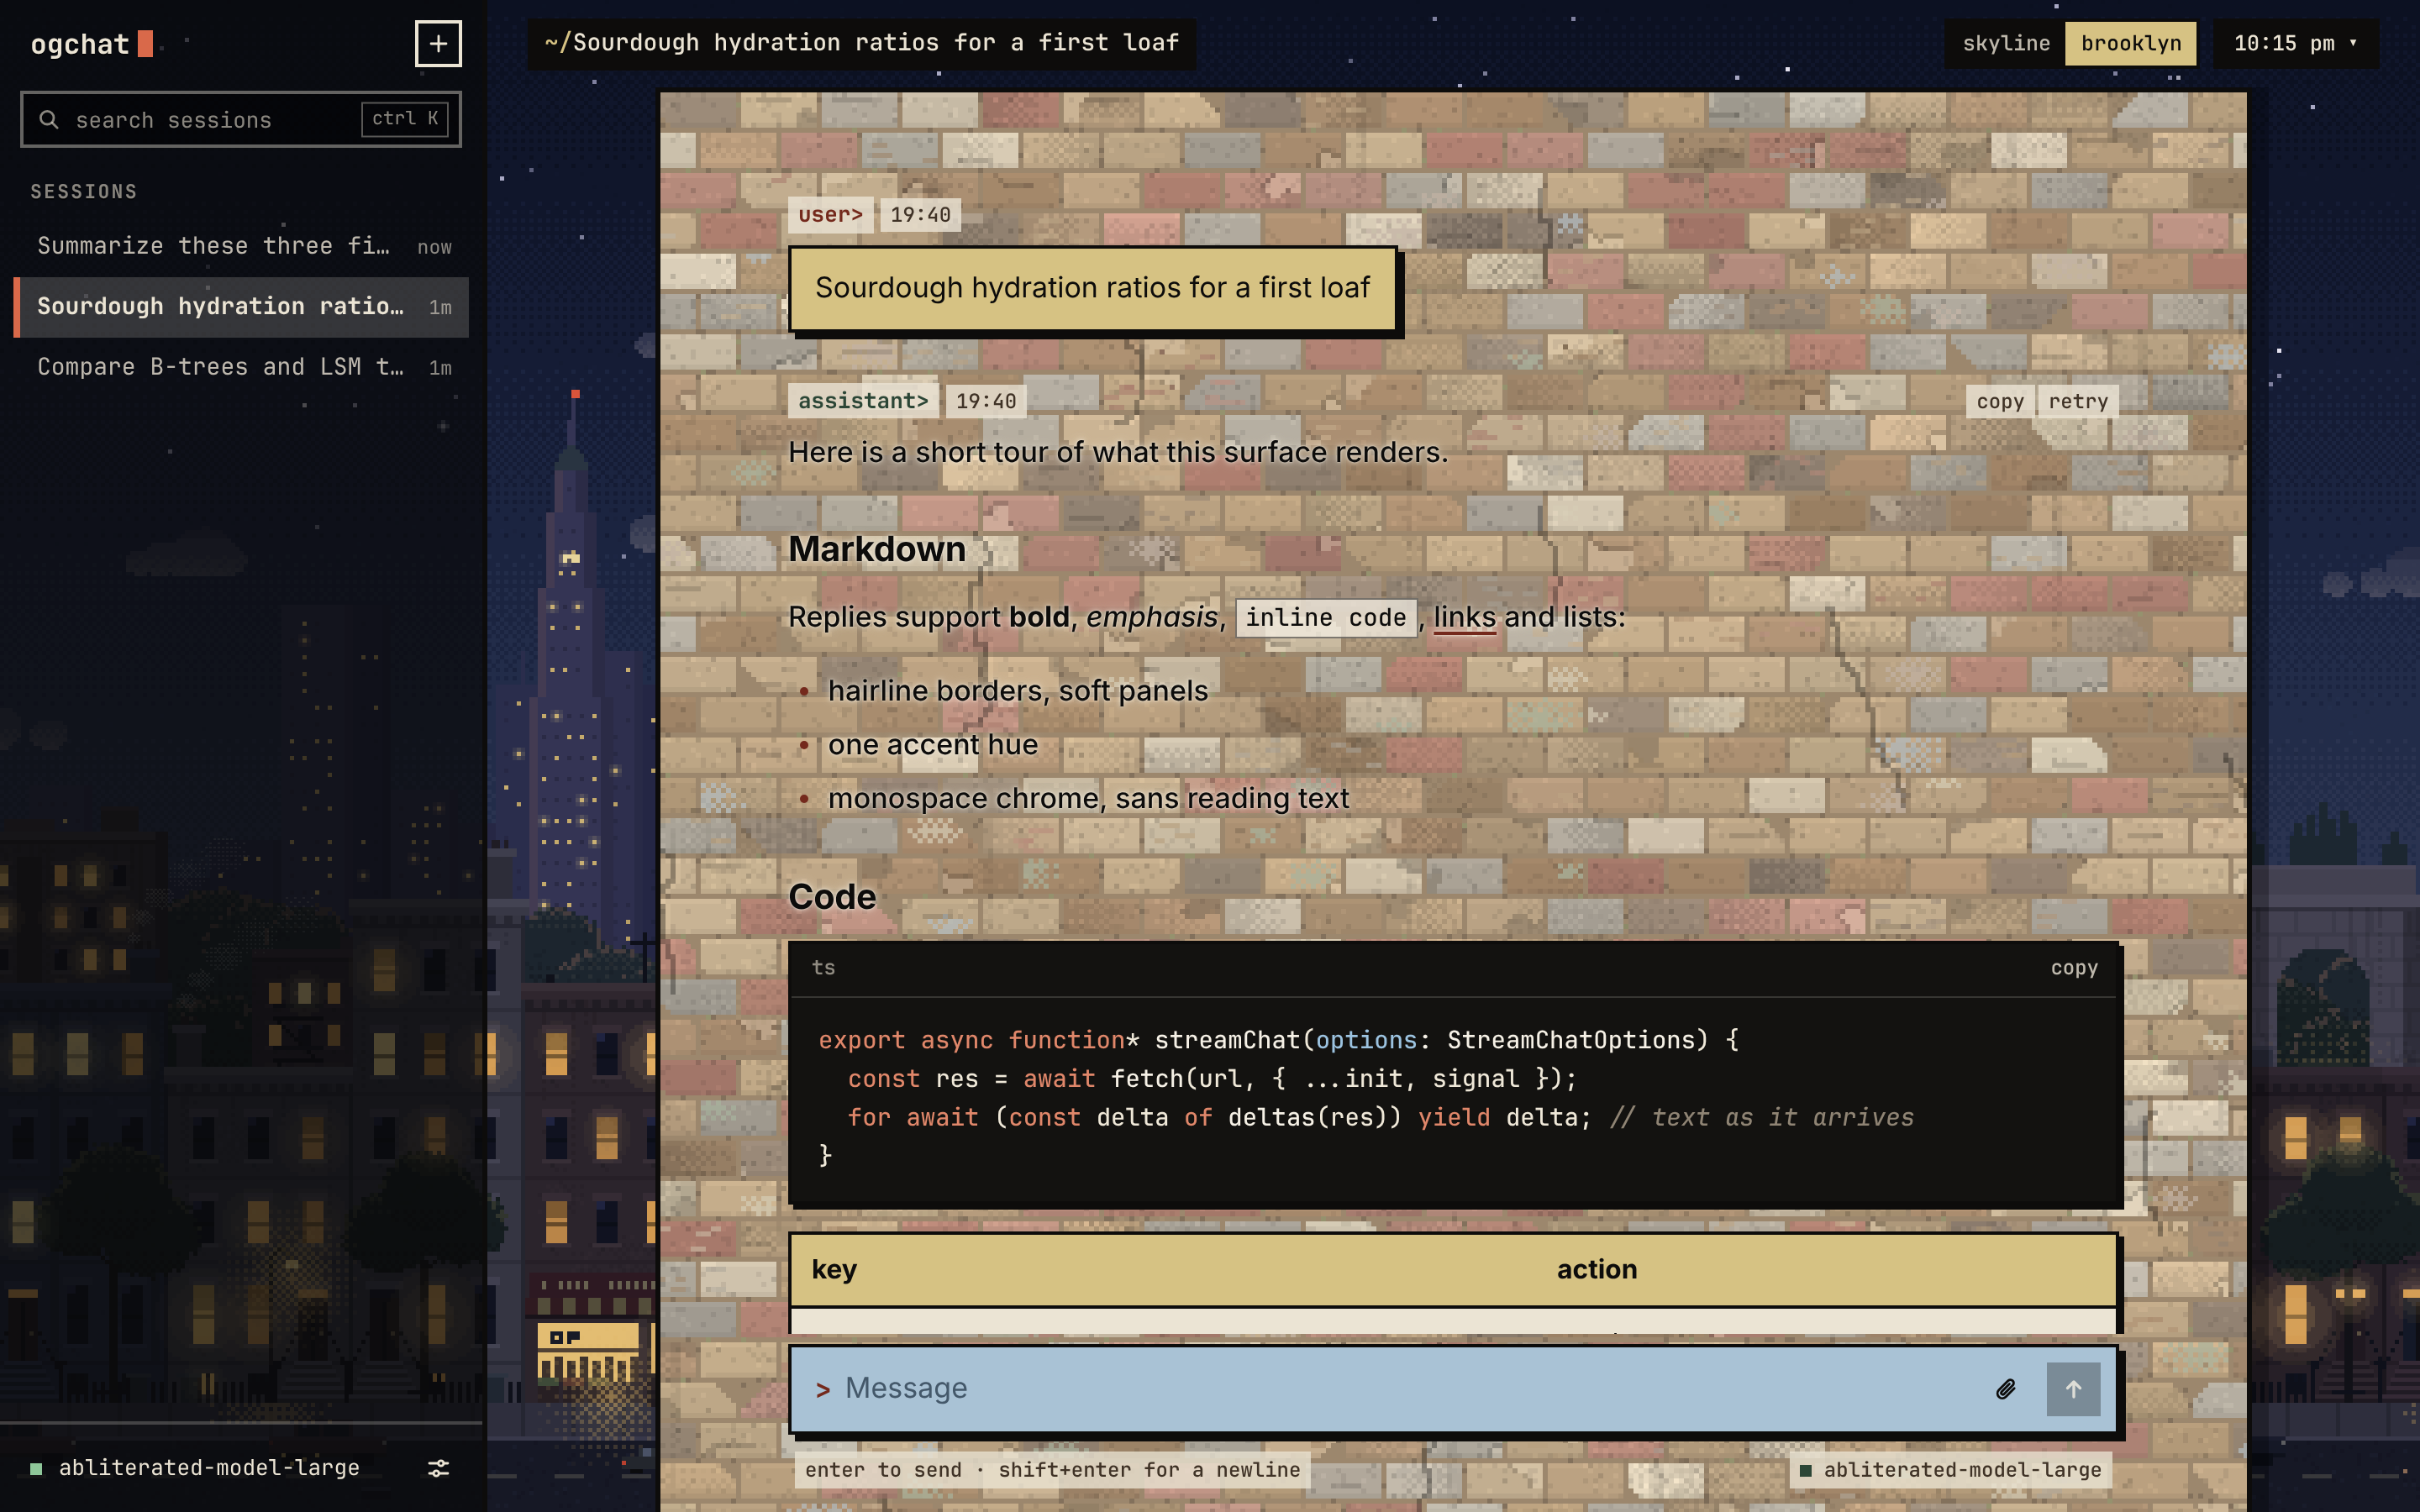 ogchat
+
search sessions ctrl K
SESSIONS
Summarize these three fi… now
Sourdough hydration ratio… 1m
Compare B-trees and LSM t… 1m
abliterated-model-large
~/Sourdough hydration ratios for a first loaf
skyline brooklyn 10:15 pm ▾
user> 19:40
Sourdough hydration ratios for a first loaf
assistant> 19:40 copy retry
Here is a short tour of what this surface renders.
Markdown
Replies support bold, emphasis, inline code, links and lists:
• hairline borders, soft panels
• one accent hue
• monospace chrome, sans reading text
Code
ts copy
export async function* streamChat(options: StreamChatOptions) {
  const res = await fetch(url, { ...init, signal });
  for await (const delta of deltas(res)) yield delta; // text as it arrives
}
key action
> Message
enter to send · shift+enter for a newline
abliterated-model-large